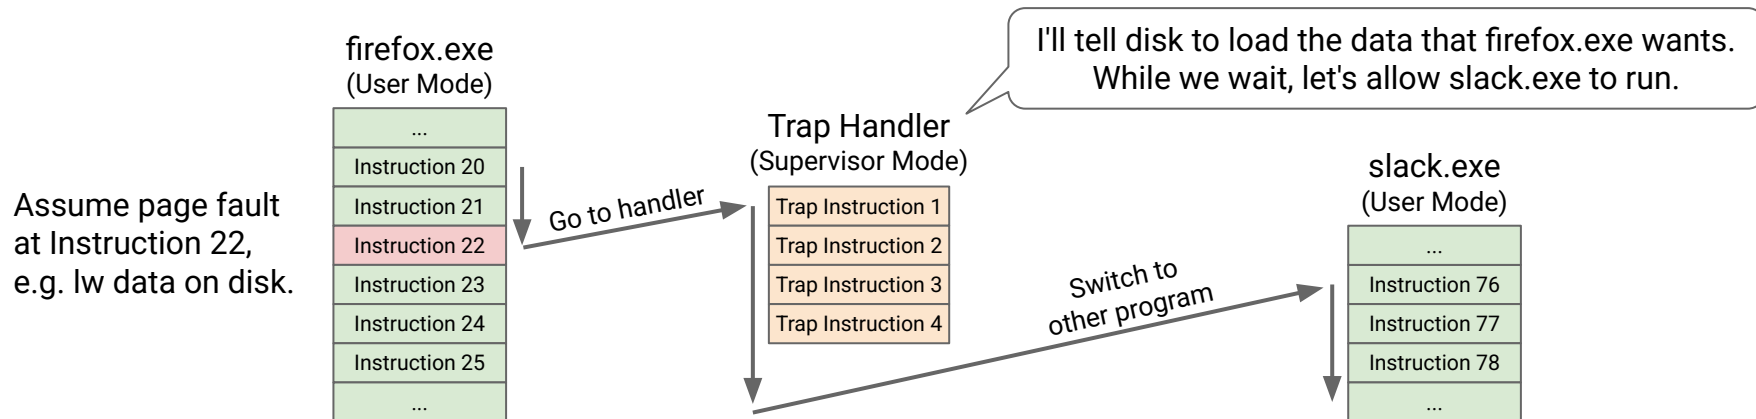 I'll tell disk to load the data that firefox.exe wants.
While we wait, let's allow slack.exe to run.
firefox.exe
(User Mode)
...
Instruction 20
Instruction 21
Instruction 22
Instruction 23
Instruction 24
Instruction 25
...
Assume page fault
at Instruction 22,
e.g. lw data on disk.
Go to handler
Trap Handler
(Supervisor Mode)
Trap Instruction 1
Trap Instruction 2
Trap Instruction 3
Trap Instruction 4
Switch to
other program
slack.exe
(User Mode)
...
Instruction 76
Instruction 77
Instruction 78
...